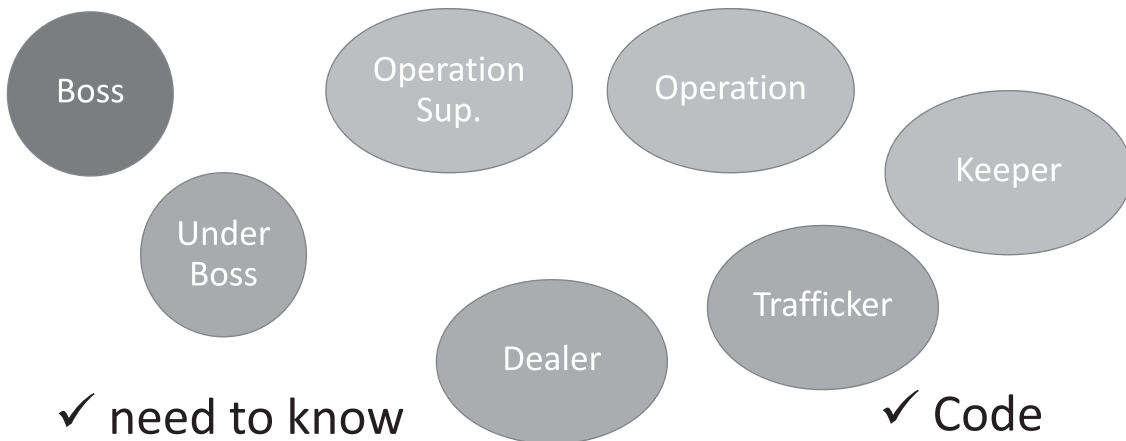 Boss
Operation
Sup.
Operation
Keeper
Under
Boss
Trafficker
Dealer
✓ need to know
✓ Code